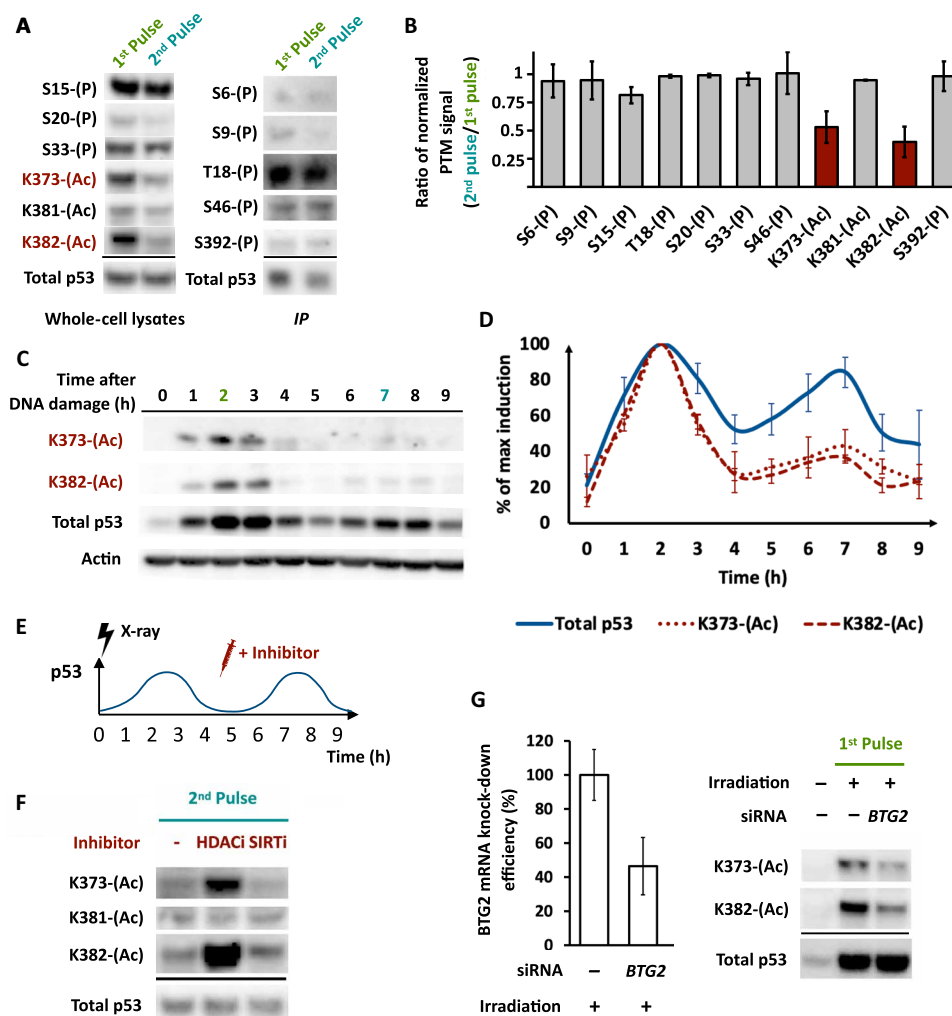 A
1st Pulse
2nd Pulse
S15-(P)
S20-(P)
S33-(P)
K373-(Ac)
K381-(Ac)
K382-(Ac)
Total p53
Whole-cell lysates
1st Pulse
2nd Pulse
S6-(P)
S9-(P)
T18-(P)
S46-(P)
S392-(P)
Total p53
IP
B
Ratio of normalized
PTM signal
(2nd pulse/1st pulse)
1
0.75
0.5
0.25
S6-(P)
S9-(P)
S15-(P)
T18-(P)
S20-(P)
S33-(P)
S46-(P)
K373-(Ac)
K381-(Ac)
K382-(Ac)
S392-(P)
C
Time after
DNA damage (h)
0 1 2 3 4 5 6 7 8 9
K373-(Ac)
K382-(Ac)
Total p53
Actin
D
% of max induction
100
80
60
40
20
0
0 1 2 3 4 5 6 7 8 9
Time (h)
Total p53 K373-(Ac) K382-(Ac)
E
X-ray
+ Inhibitor
p53
0 1 2 3 4 5 6 7 8 9
Time (h)
F
2nd Pulse
Inhibitor - HDACi SIRTi
K373-(Ac)
K381-(Ac)
K382-(Ac)
Total p53
G
BTG2 mRNA knock-down
efficiency (%)
120
100
80
60
40
20
0
siRNA – BTG2
Irradiation + +
1st Pulse
Irradiation – + +
siRNA – – BTG2
K373-(Ac)
K382-(Ac)
Total p53